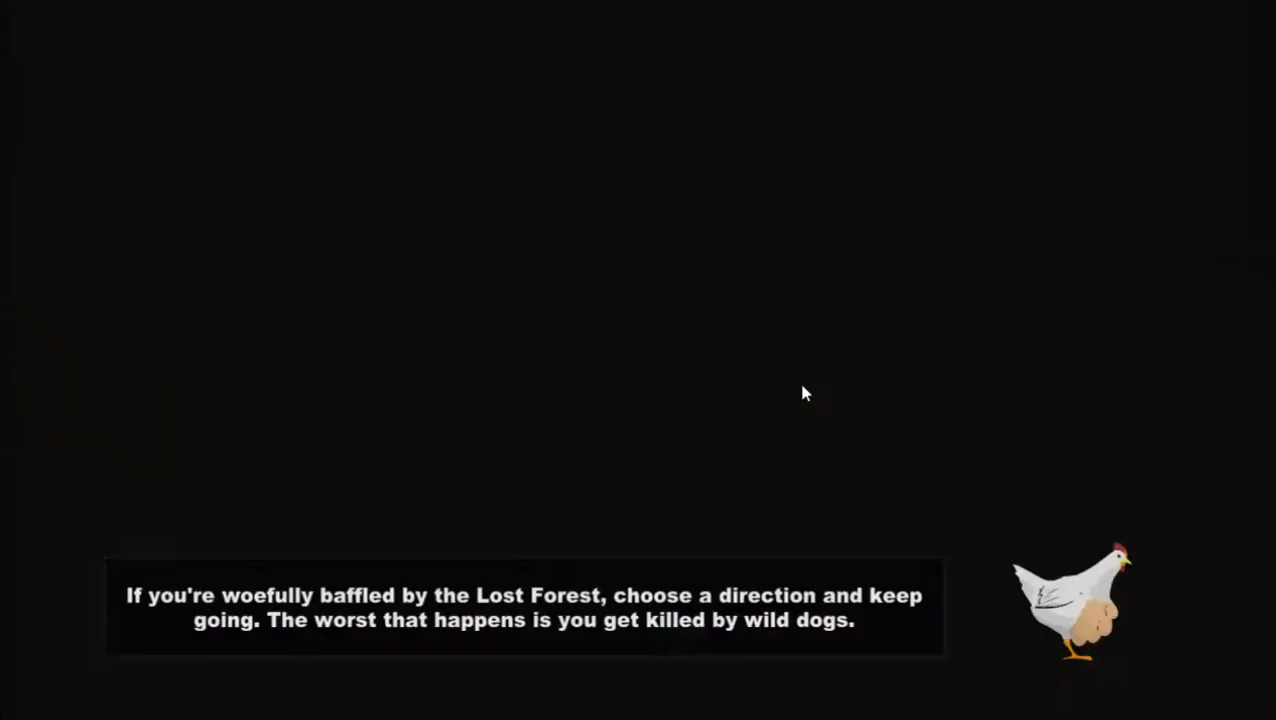 If you're woefully baffled by the Lost Forest, choose a direction and keep
going. The worst that happens is you get killed by wild dogs.